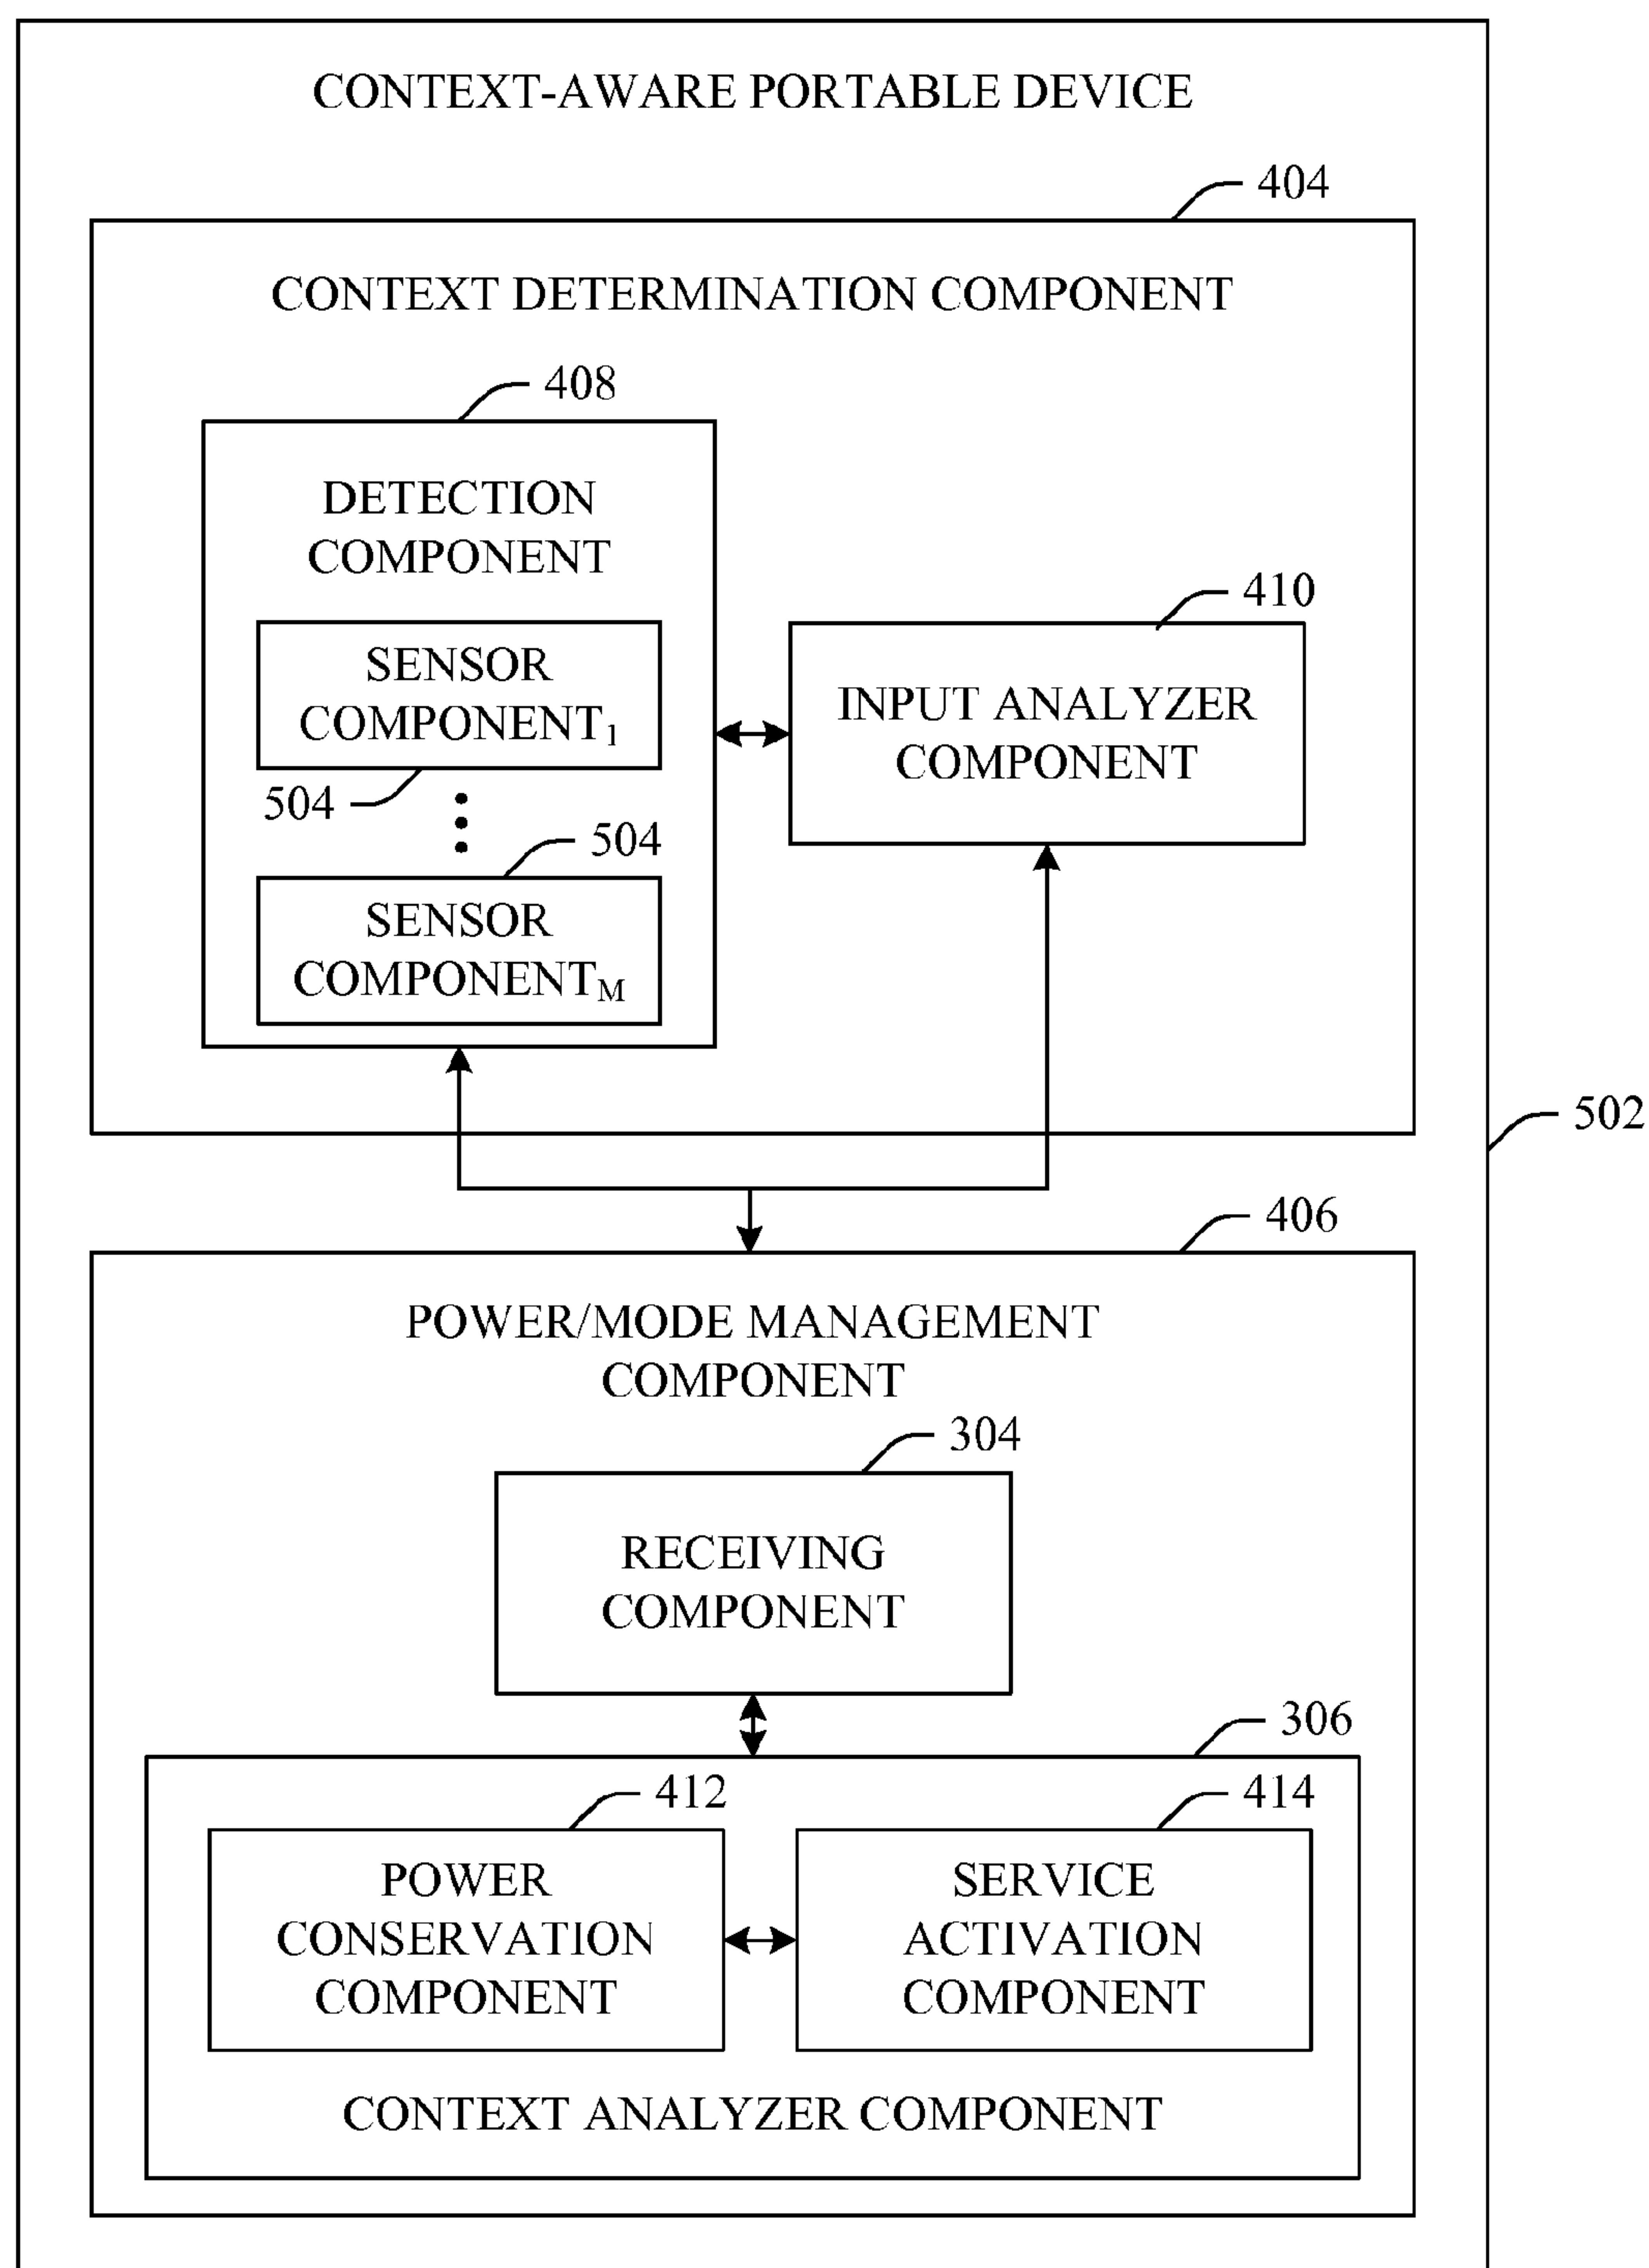 CONTEXT-AWARE PORTABLE DEVICE
404
CONTEXT DETERMINATION COMPONENT
408
DETECTION
COMPONENT
410
SENSOR
COMPONENT₁
INPUT ANALYZER
COMPONENT
504
504
SENSOR
COMPONENT_M
502
406
POWER/MODE MANAGEMENT
COMPONENT
304
RECEIVING
COMPONENT
306
412
414
POWER
CONSERVATION
COMPONENT
SERVICE
ACTIVATION
COMPONENT
CONTEXT ANALYZER COMPONENT